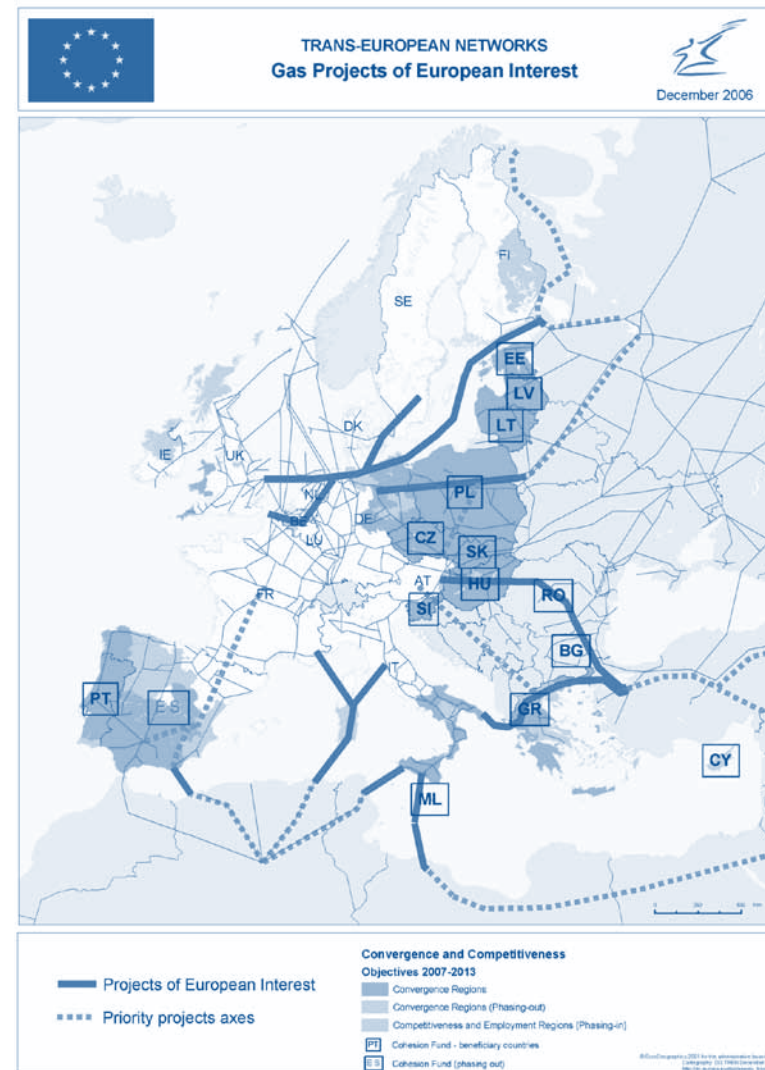 TRANS-EUROPEAN NETWORKS
Gas Projects of European Interest
December 2006
FI
SE
EE
LV
LT
DK
IE
UK
NL
PL
BE
DE
LU
CZ
SK
AT
HU
FR
SI
RO
BG
IT
PT
ES
GR
CY
ML
Projects of European Interest
Priority projects axes
Convergence and Competitiveness
Objectives 2007-2013
Convergence Regions
Convergence Regions (Phasing-out)
Competitiveness and Employment Regions (Phasing-in)
PT Cohesion Fund - beneficiary countries
ES Cohesion Fund (phasing out)